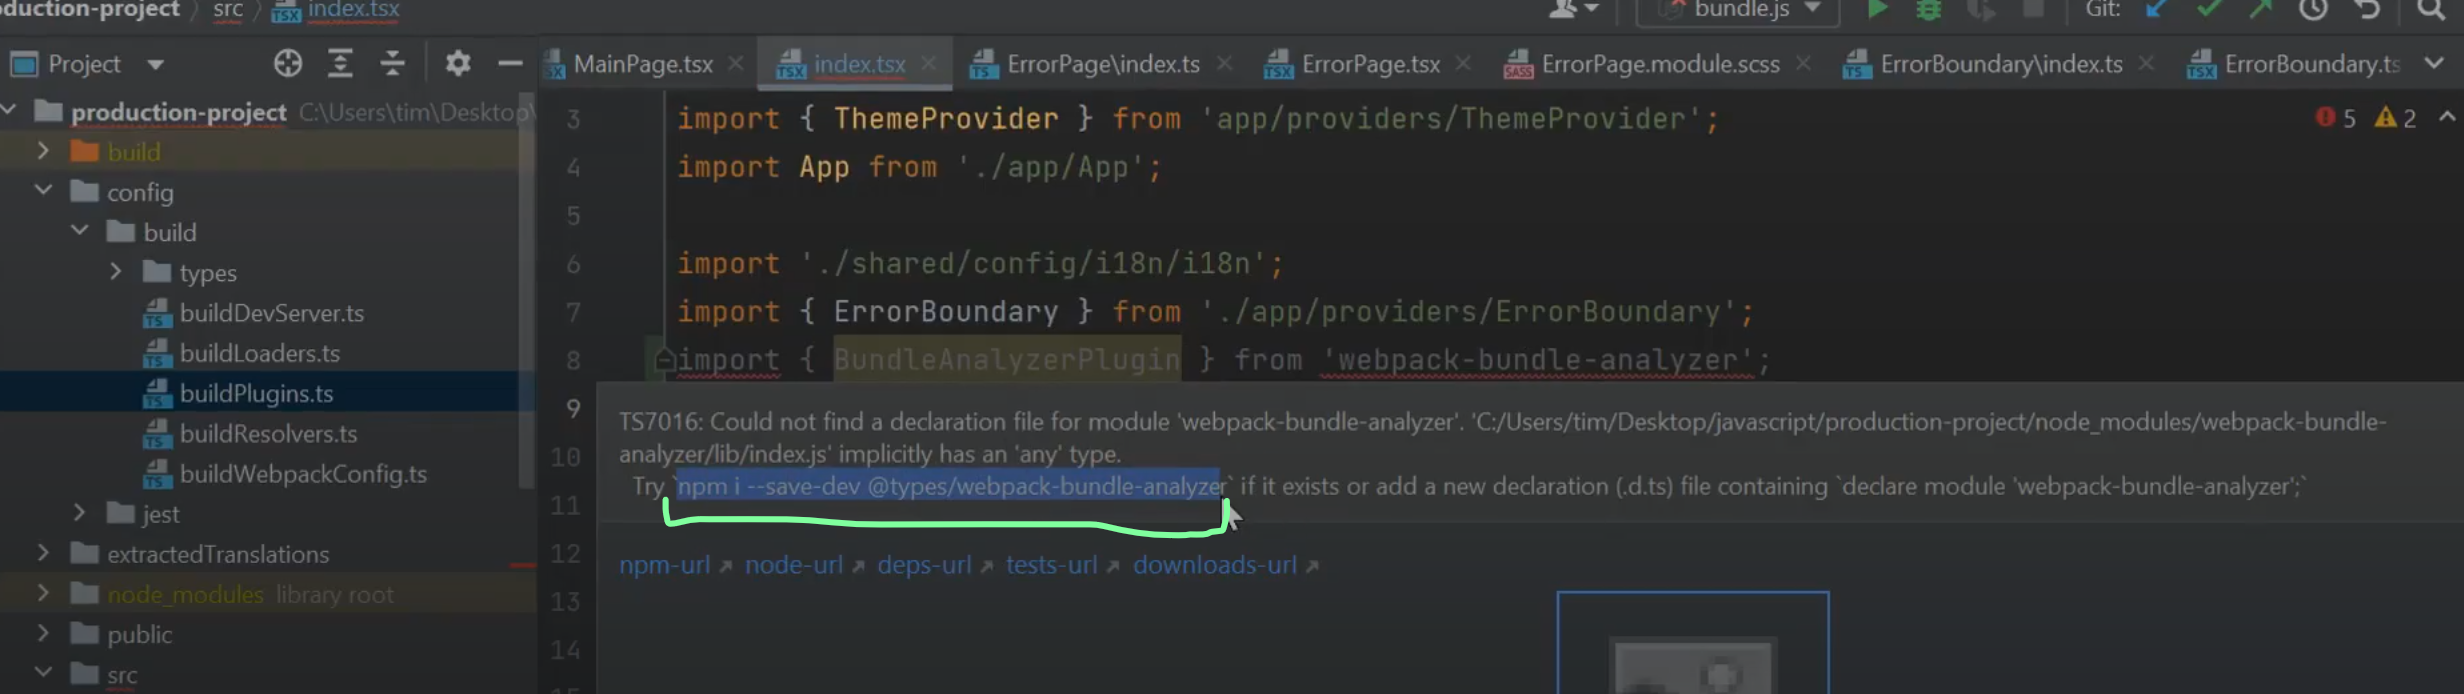 duction-project src index.tsx bundle.js Git:
Project MainPage.tsx index.tsx ErrorPage\index.ts ErrorPage.tsx ErrorPage.module.scss ErrorBoundary\index.ts ErrorBoundary.ts
production-project C:\Users\tim\Desktop\
build
config
build
types
buildDevServer.ts
buildLoaders.ts
buildPlugins.ts
buildResolvers.ts
buildWebpackConfig.ts
jest
extractedTranslations
node_modules library root
public
src
5 2
3 import { ThemeProvider } from 'app/providers/ThemeProvider';
4 import App from './app/App';
5
6 import './shared/config/i18n/i18n';
7 import { ErrorBoundary } from './app/providers/ErrorBoundary';
8 import { BundleAnalyzerPlugin } from 'webpack-bundle-analyzer';
9
10
11
12
13
14
TS7016: Could not find a declaration file for module 'webpack-bundle-analyzer'. 'C:/Users/tim/Desktop/javascript/production-project/node_modules/webpack-bundle-
analyzer/lib/index.js' implicitly has an 'any' type.
Try `npm i --save-dev @types/webpack-bundle-analyzer` if it exists or add a new declaration (.d.ts) file containing `declare module 'webpack-bundle-analyzer';`
npm-url node-url deps-url tests-url downloads-url